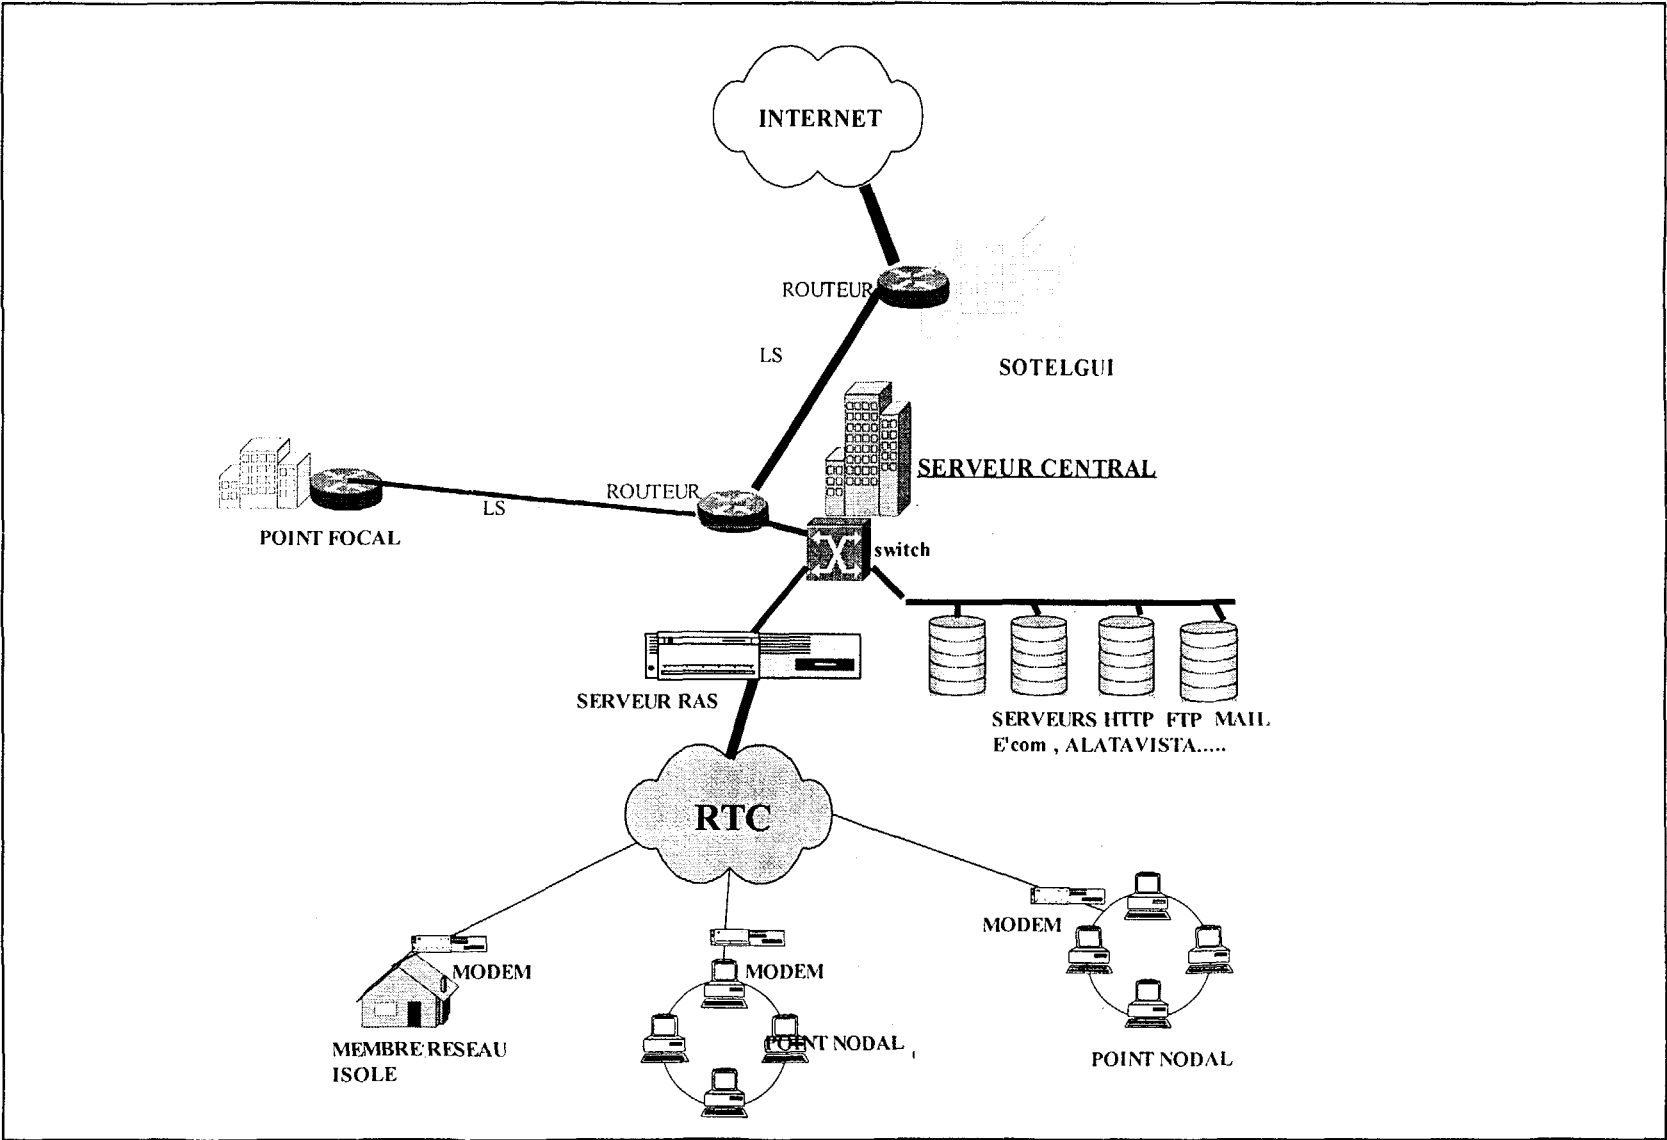 INTERNET
ROUTEUR
LS
SOTELGUI
SERVEUR CENTRAL
ROUTEUR
LS
POINT FOCAL
switch
SERVEUR RAS
SERVEURS HTTP FTP MAIL
E'com , ALATAVISTA.....
RTC
MODEM
MODEM
MODEM
POINT NODAL
MEMBRE RESEAU
ISOLE
POINT NODAL